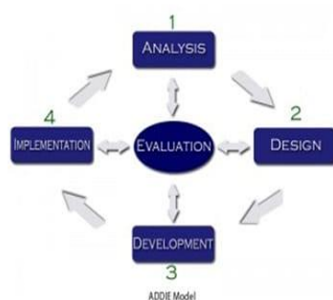 1
ANALYSIS
4
2
IMPLEMENTATION
EVALUATION
DESIGN
DEVELOPMENT
3
ADDIE Model